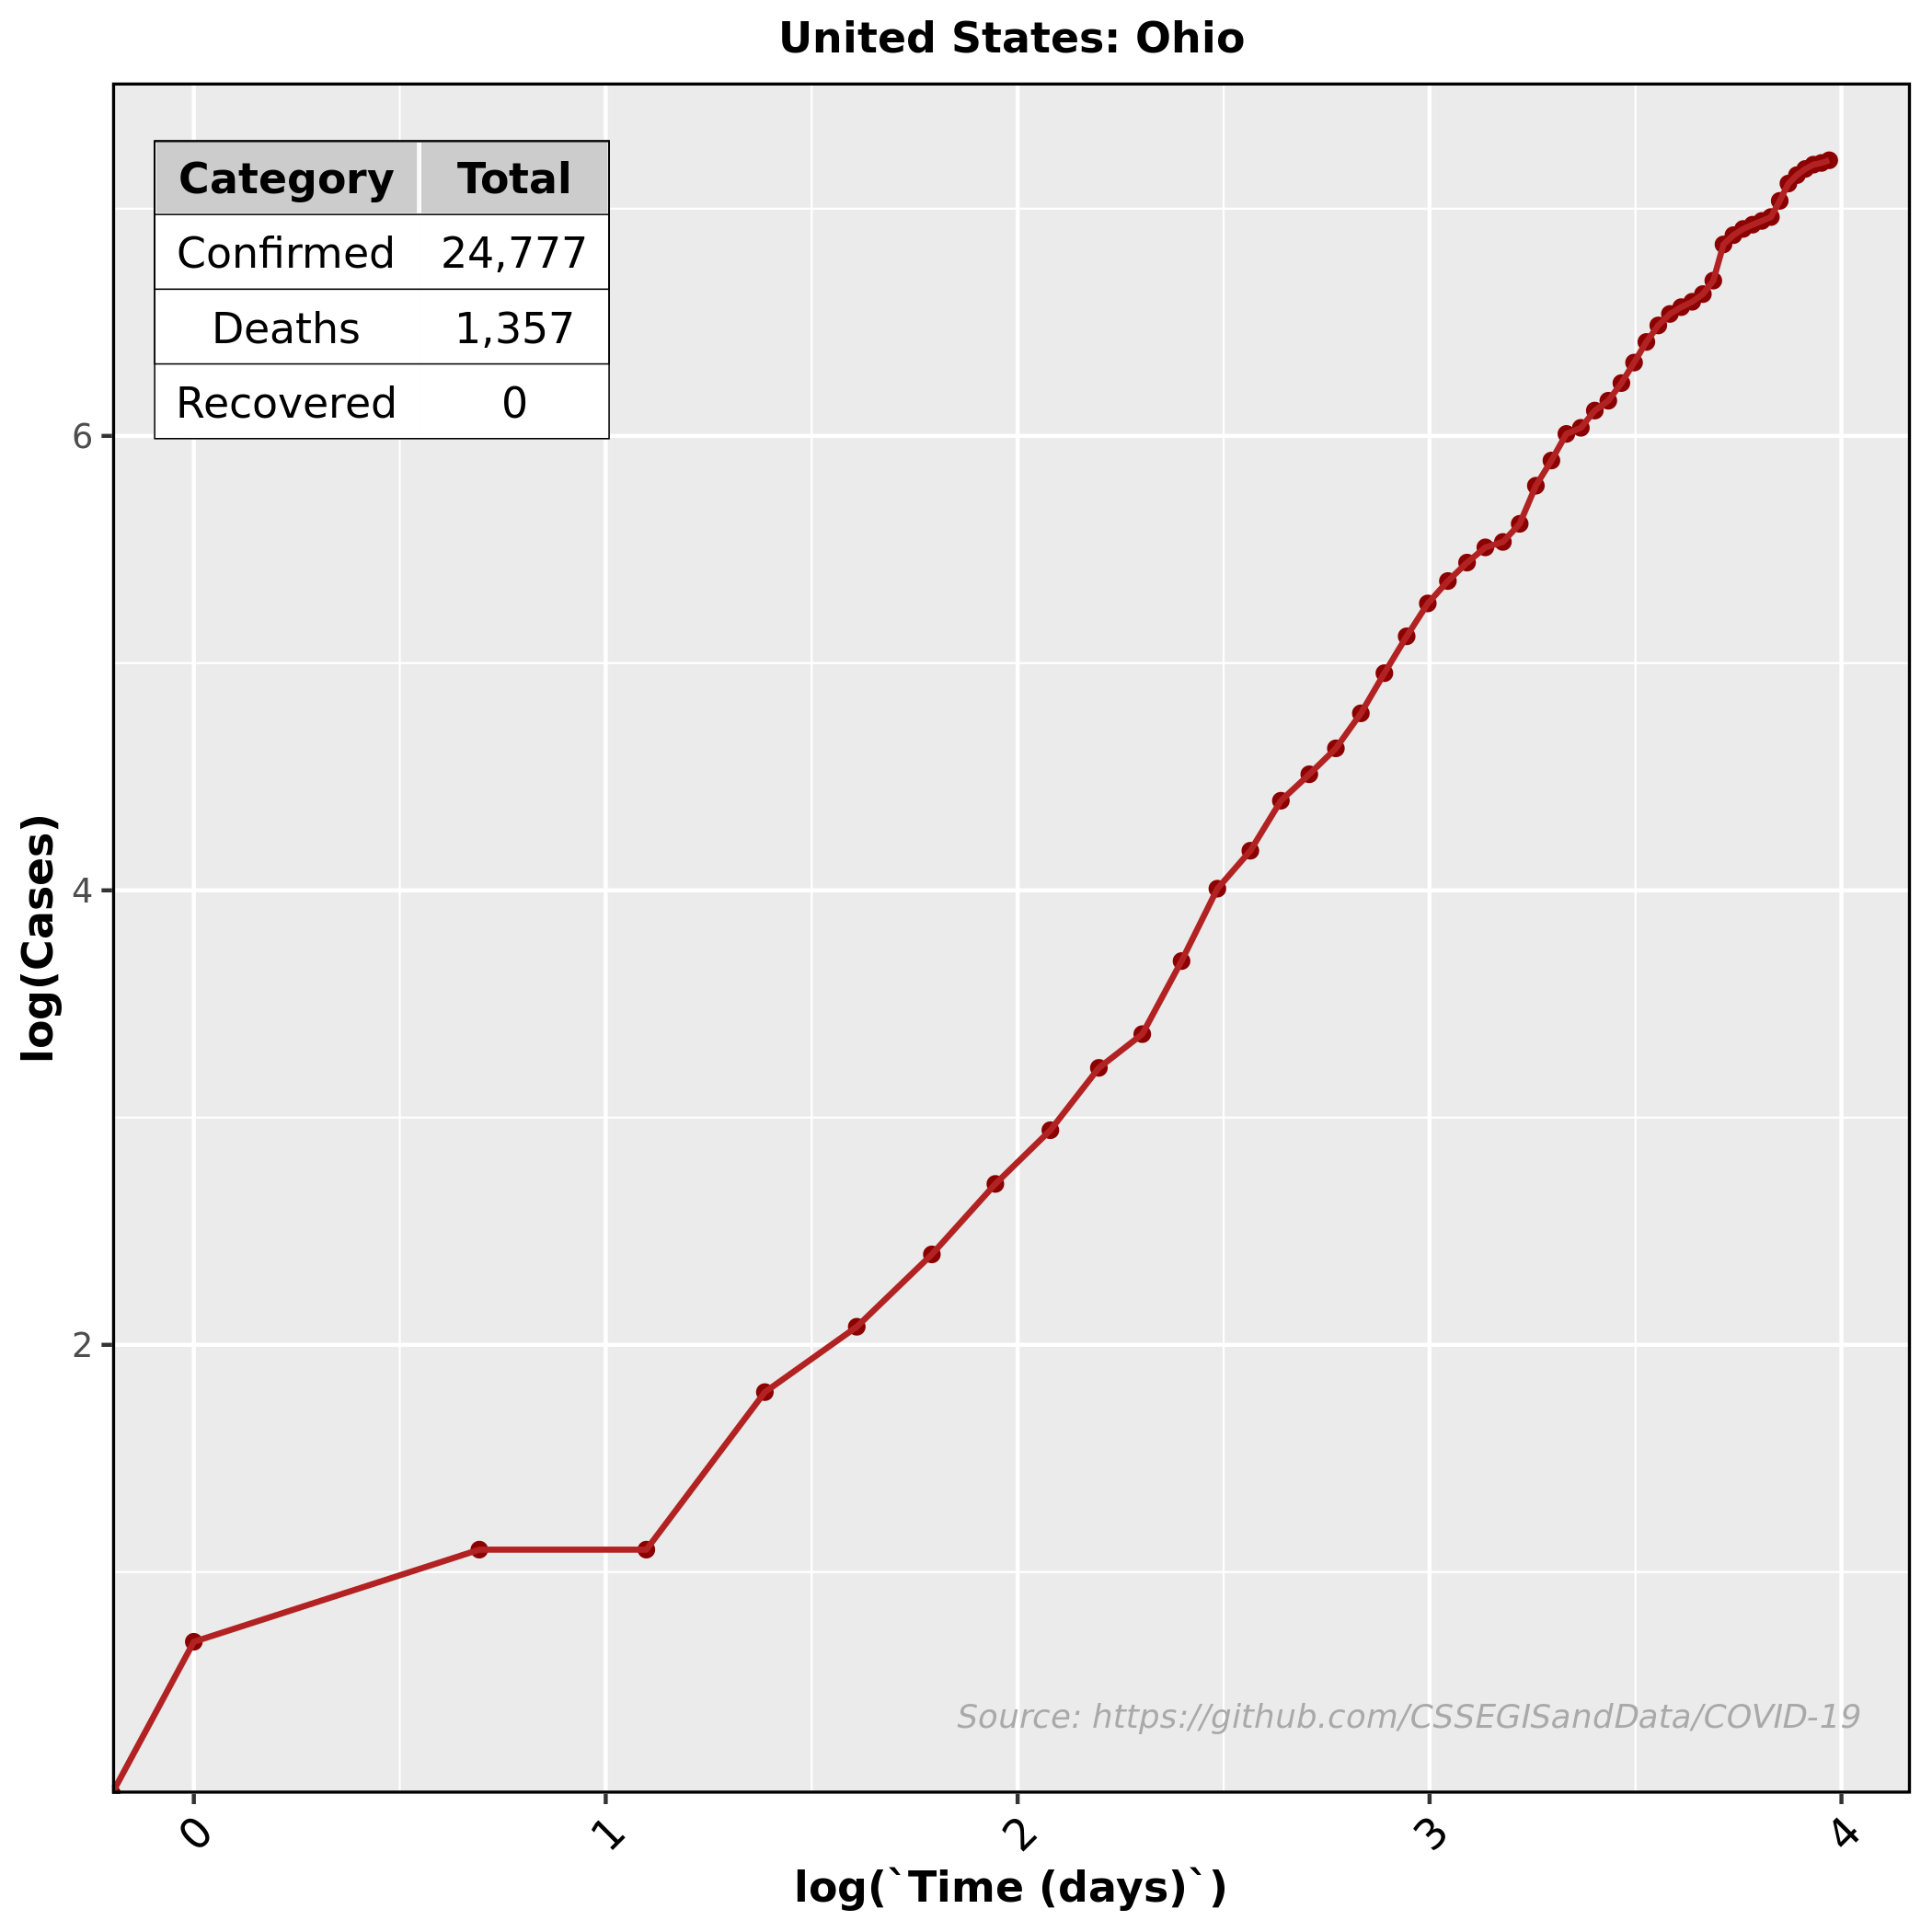 United States: Ohio
Category Total
Confirmed 24,777
Deaths 1,357
Recovered 0
6
4
2
log(Cases)
0 1 2 3 4
log(`Time (days)`)
Source: https://github.com/CSSEGISandData/COVID-19